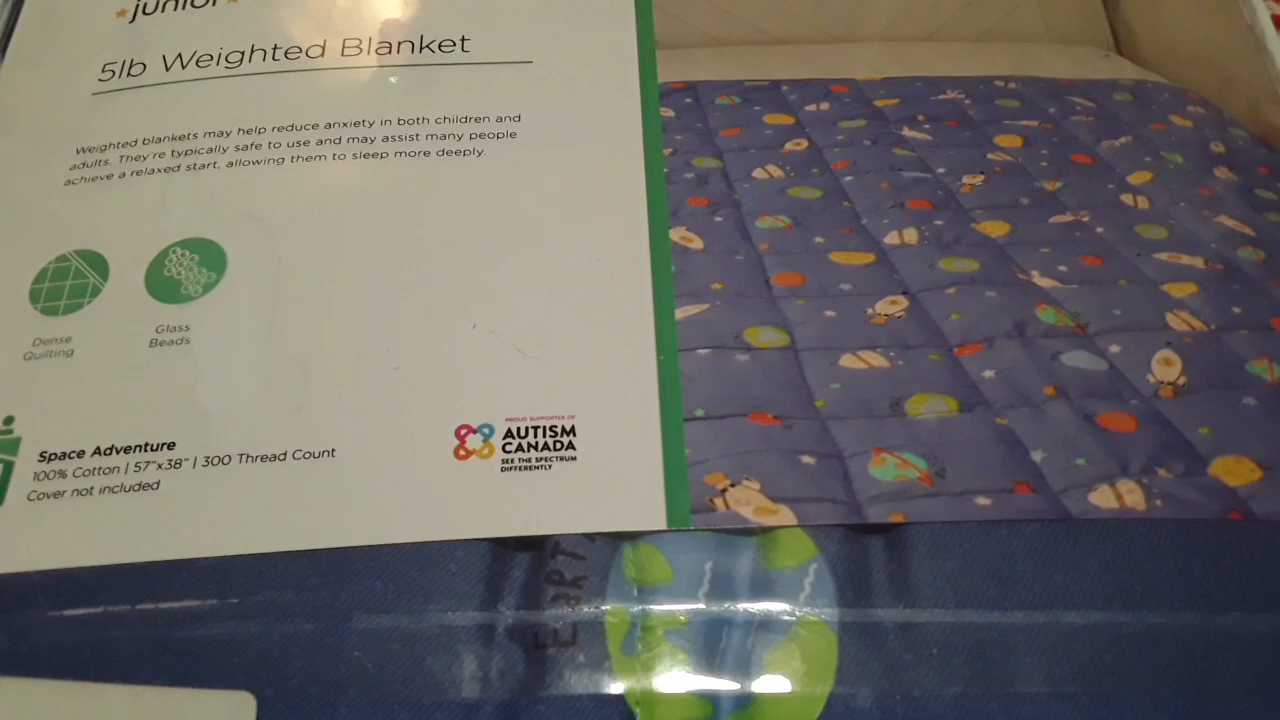 junior
5lb Weighted Blanket
Weighted blankets may help reduce anxiety in both children and
adults. They're typically safe to use and may assist many people
achieve a relaxed start, allowing them to sleep more deeply.
Dense
Quilting
Glass
Beads
Space Adventure
100% Cotton | 57"x38" | 300 Thread Count
Cover not included
PROUD SUPPORTER OF
AUTISM
CANADA
SEE THE SPECTRUM
DIFFERENTLY